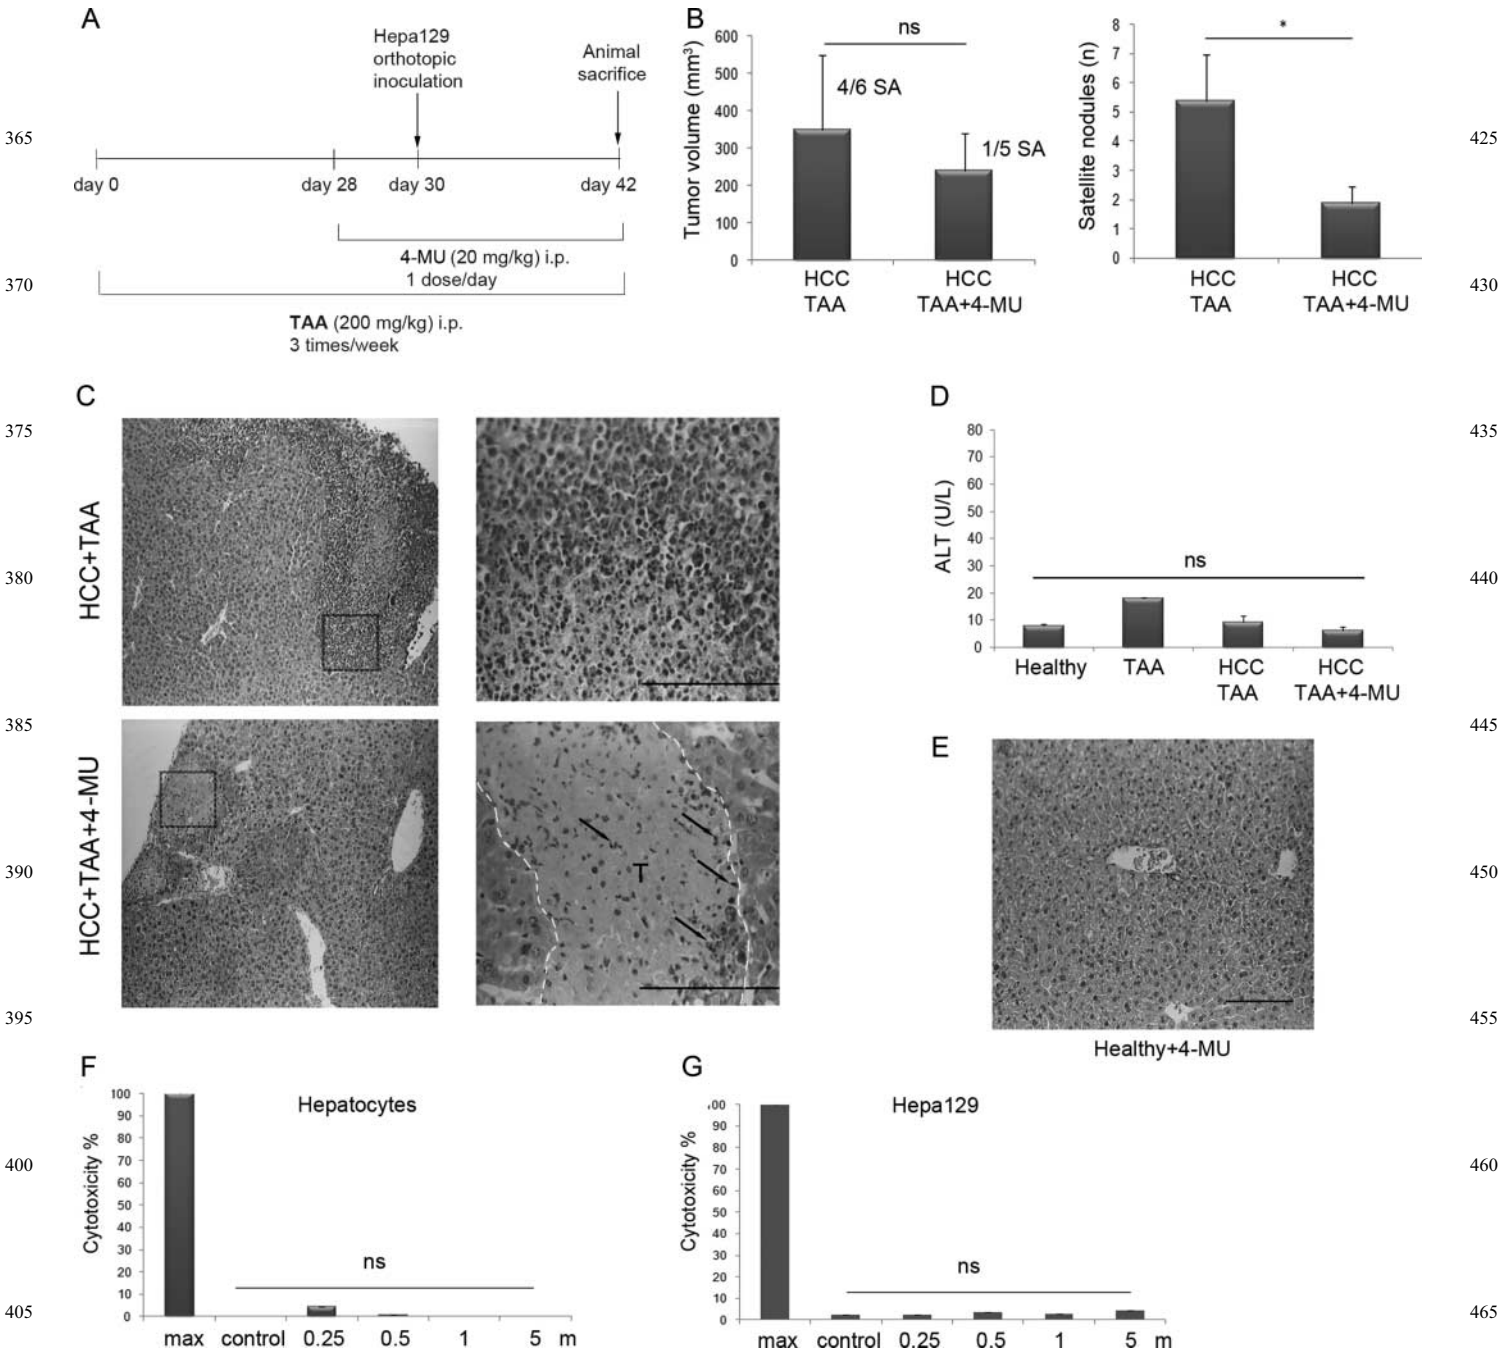 A
Hepa129
orthotopic
inoculation
Animal
sacrifice
day 0
day 28
day 30
day 42
4-MU (20 mg/kg) i.p.
1 dose/day
TAA (200 mg/kg) i.p.
3 times/week
365
370
375
380
385
390
395
400
405
B
Tumor volume (mm³)
600
500
400
300
200
100
0
ns
4/6 SA
1/5 SA
HCC
TAA
HCC
TAA+4-MU
Satellite nodules (n)
8
7
6
5
4
3
2
1
0
*
HCC
TAA
HCC
TAA+4-MU
425
430
435
440
445
450
455
460
465
C
HCC+TAA
HCC+TAA+4-MU
T
D
ALT (U/L)
80
70
60
50
40
30
20
10
0
ns
Healthy
TAA
HCC
TAA
HCC
TAA+4-MU
E
Healthy+4-MU
F
Hepatocytes
Cytotoxicity %
100
90
80
70
60
50
40
30
20
10
0
ns
max control 0.25 0.5 1 5 m
G
Hepa129
Cytotoxicity %
00
90
80
70
60
50
40
30
20
10
0
ns
max control 0.25 0.5 1 5 m